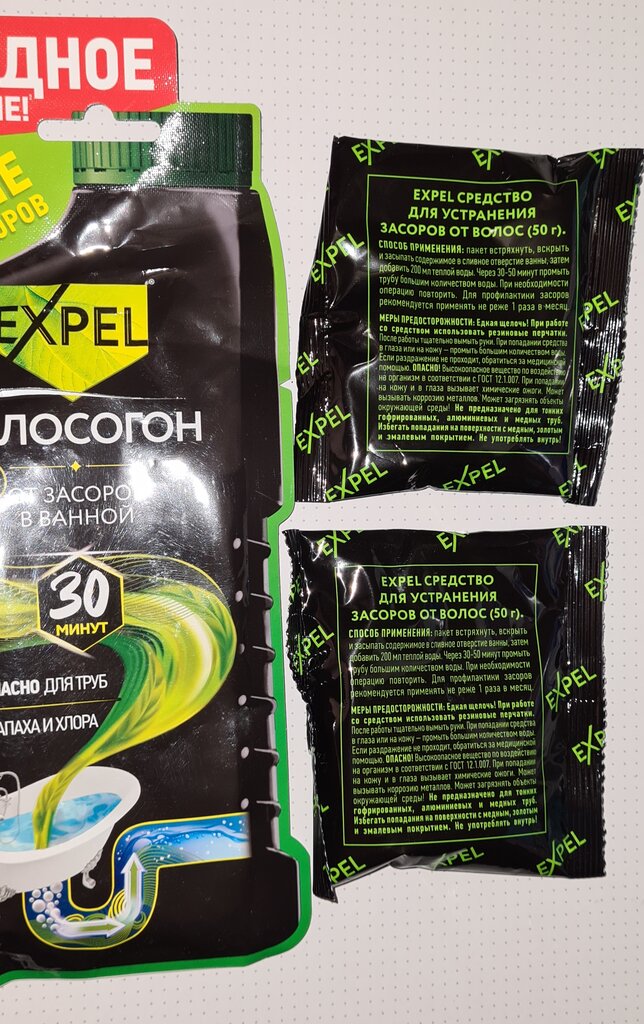 ДНОЕ
ИЕ!
EXPEL
ЛОСОГОН
ОТ ЗАСОРО
В ВАННОЙ
30
МИНУТ
ПАСНО ДЛЯ ТРУБ
АПАХА И ХЛОРА
EXPEL СРЕДСТВО
ДЛЯ УСТРАНЕНИЯ
ЗАСОРОВ ОТ ВОЛОС (50 г).
СПОСОБ ПРИМЕНЕНИЯ: пакет встряхнуть, вскрыть
и засыпать содержимое в сливное отверстие ванны, затем
добавить 200 мл теплой воды. Через 30-50 минут промыть
трубу большим количеством воды. При необходимости
операцию повторить. Для профилактики засоров
рекомендуется применять не реже 1 раза в месяц.
МЕРЫ ПРЕДОСТОРОЖНОСТИ: Едкая щелочь! При работе
со средством использовать резиновые перчатки.
После работы тщательно вымыть руки. При попадании средства
в глаза или на кожу – промыть большим количеством воды.
Если раздражение не проходит, обратиться за медицинской
помощью. ОПАСНО! Высокоопасное вещество по воздействию
на организм в соответствии с ГОСТ 12.1.007. При попадании
на кожу и в глаза вызывает химические ожоги. Может
вызывать коррозию металлов. Может загрязнять объекты
окружающей среды! Не предназначено для тонких
гофрированных, алюминиевых и медных труб.
Избегать попадания на поверхности с медным, золотым
и эмалевым покрытием. Не употреблять внутрь!
EXPEL СРЕДСТВО
ДЛЯ УСТРАНЕНИЯ
ЗАСОРОВ ОТ ВОЛОС (50 г).
СПОСОБ ПРИМЕНЕНИЯ: пакет встряхнуть, вскрыть
и засыпать содержимое в сливное отверстие ванны, затем
добавить 200 мл теплой воды. Через 30-50 минут промыть
трубу большим количеством воды. При необходимости
операцию повторить. Для профилактики засоров
рекомендуется применять не реже 1 раза в месяц.
МЕРЫ ПРЕДОСТОРОЖНОСТИ: Едкая щелочь! При работе
со средством использовать резиновые перчатки.
После работы тщательно вымыть руки. При попадании средства
в глаза или на кожу – промыть большим количеством воды.
Если раздражение не проходит, обратиться за медицинской
помощью. ОПАСНО! Высокоопасное вещество по воздействию
на организм в соответствии с ГОСТ 12.1.007. При попадании
на кожу и в глаза вызывает химические ожоги. Может
вызывать коррозию металлов. Может загрязнять объекты
окружающей среды! Не предназначено для тонких
гофрированных, алюминиевых и медных труб.
Избегать попадания на поверхности с медным, золотым
и эмалевым покрытием. Не употреблять внутрь!